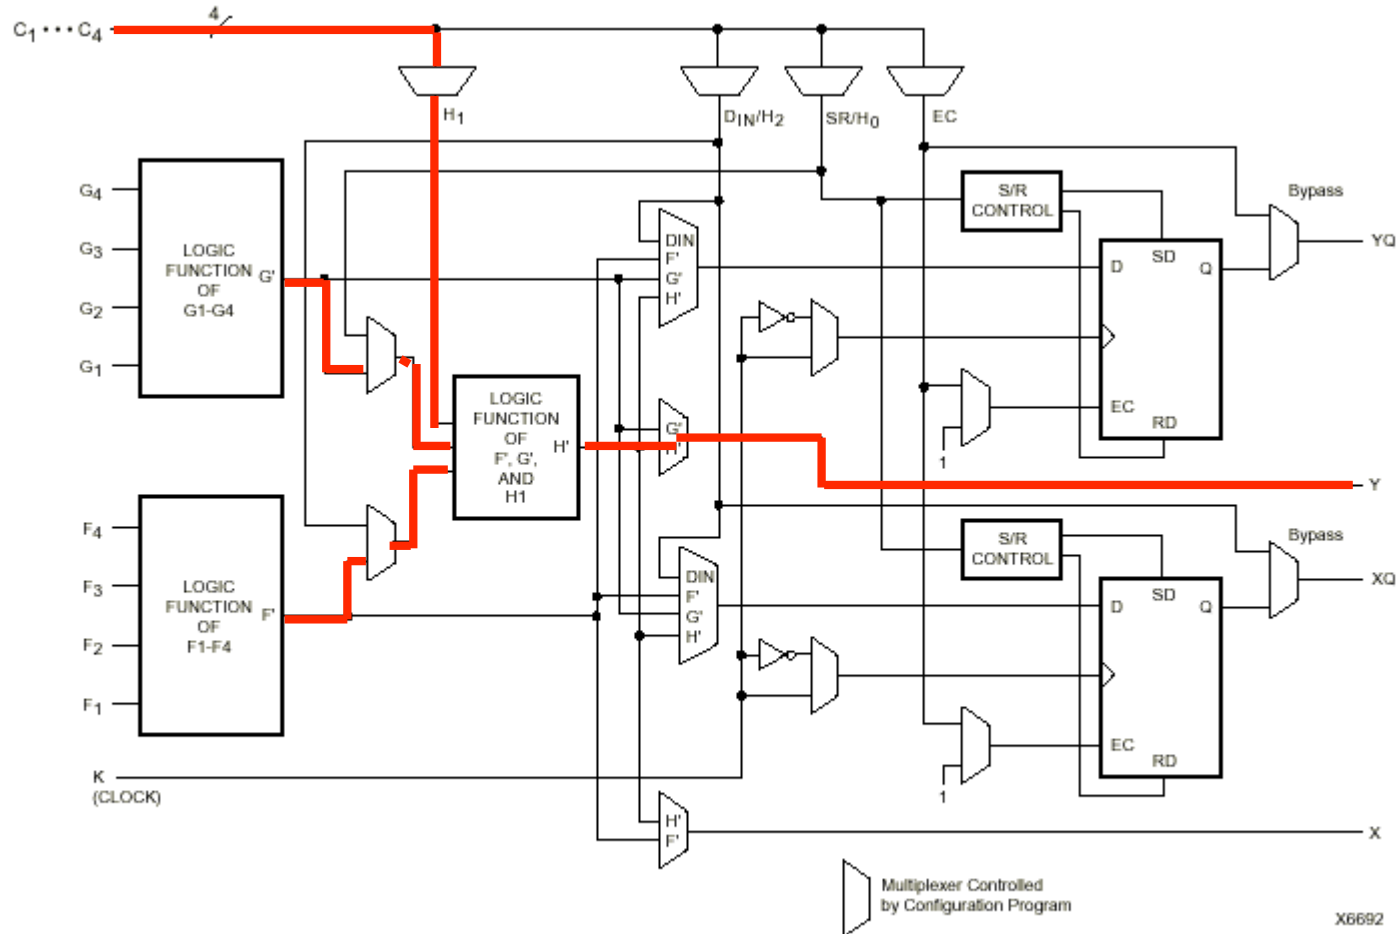 4
C1 • • • C4
H1
DIN/H2
SR/H0
EC
G4
G3
G2
G1
LOGIC
FUNCTION
OF
G1-G4
G'
DIN
F'
G'
H'
S/R
CONTROL
Bypass
D
SD
Q
YQ
EC
RD
1
LOGIC
FUNCTION
OF
F', G',
AND
H1
H'
G'
H'
Y
F4
F3
F2
F1
LOGIC
FUNCTION
OF
F1-F4
F'
DIN
F'
G'
H'
S/R
CONTROL
Bypass
D
SD
Q
XQ
EC
RD
1
K
(CLOCK)
H'
F'
X
Multiplexer Controlled
by Configuration Program
X6692